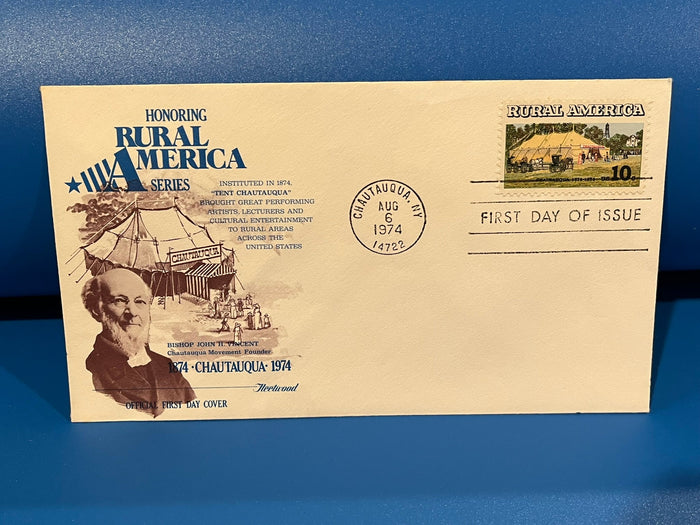 HONORING
RURAL
AMERICA
SERIES
INSTITUTED IN 1874,
"TENT CHAUTAUQUA"
BROUGHT GREAT PERFORMING
ARTISTS, LECTURERS AND
CULTURAL ENTERTAINMENT
TO RURAL AREAS
ACROSS THE
UNITED STATES
CHAUTAUQUA
BISHOP JOHN H. VINCENT
Chautauqua Movement Founder
1874 · CHAUTAUQUA · 1974
Fleetwood
OFFICIAL FIRST DAY COVER
CHAUTAUQUA, NY
AUG
6
1974
14722
RURAL AMERICA
10c
FIRST DAY OF ISSUE